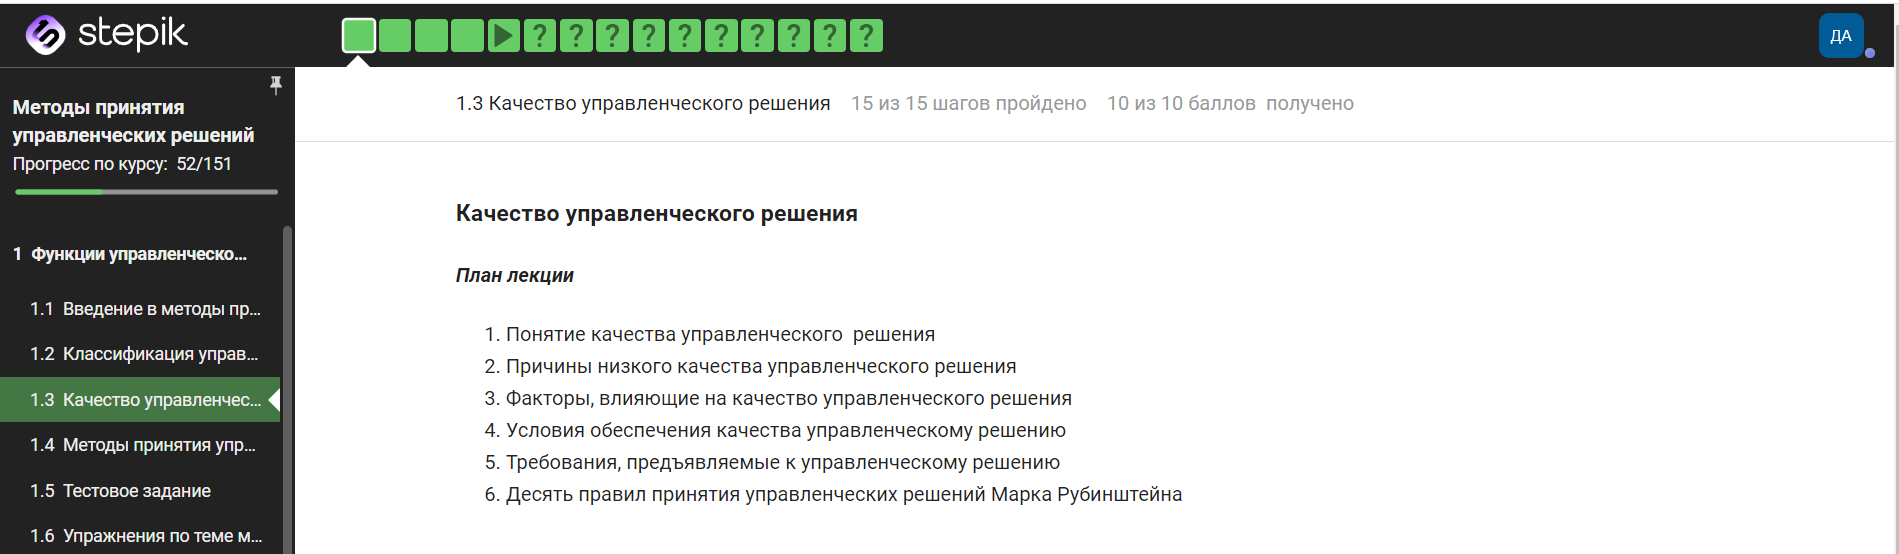 stepik
? ? ? ? ? ? ? ? ? ?
ДА
Методы принятия
управленческих решений
Прогресс по курсу: 52/151
1 Функции управленческо...
1.1 Введение в методы пр...
1.2 Классификация управ...
1.3 Качество управленчес...
1.4 Методы принятия упр...
1.5 Тестовое задание
1.6 Упражнения по теме м...
1.3 Качество управленческого решения 15 из 15 шагов пройдено 10 из 10 баллов получено
Качество управленческого решения
План лекции
1. Понятие качества управленческого решения
2. Причины низкого качества управленческого решения
3. Факторы, влияющие на качество управленческого решения
4. Условия обеспечения качества управленческому решению
5. Требования, предъявляемые к управленческому решению
6. Десять правил принятия управленческих решений Марка Рубинштейна